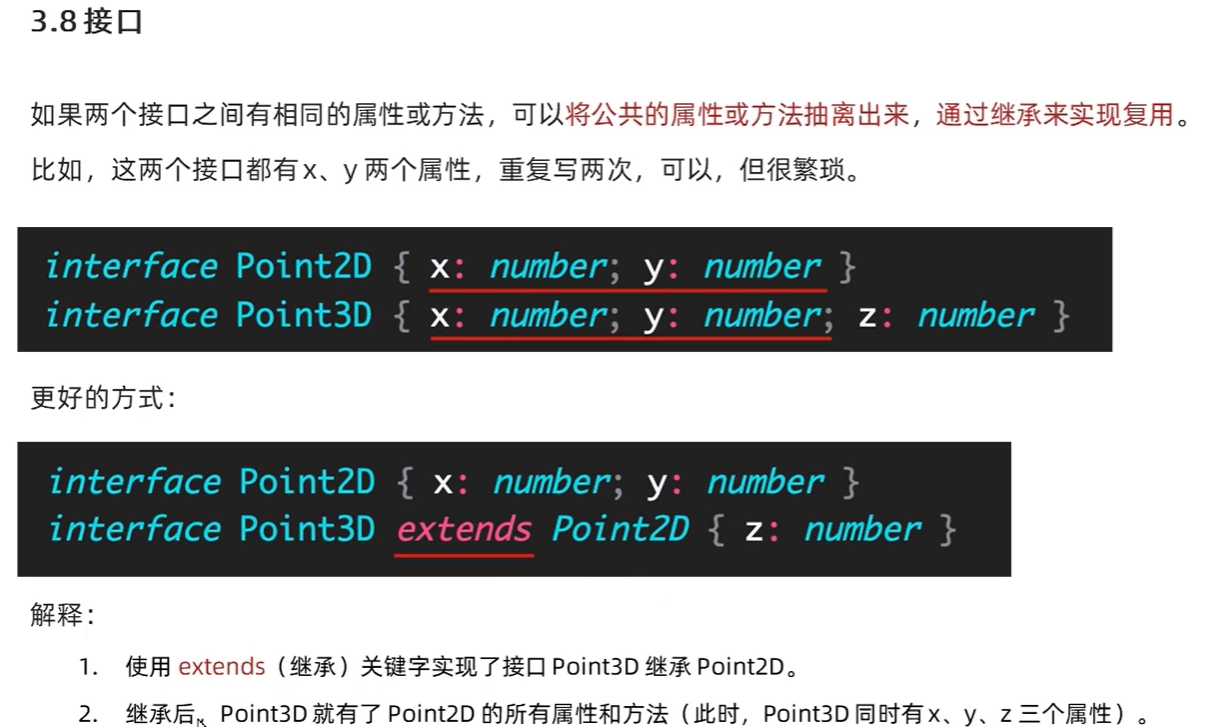 3.8 接口
如果两个接口之间有相同的属性或方法，可以将公共的属性或方法抽离出来，通过继承来实现复用。
比如，这两个接口都有 x、y 两个属性，重复写两次，可以，但很繁琐。
interface Point2D { x: number; y: number }
interface Point3D { x: number; y: number; z: number }
更好的方式：
interface Point2D { x: number; y: number }
interface Point3D extends Point2D { z: number }
解释：
1. 使用 extends（继承）关键字实现了接口 Point3D 继承 Point2D。
2. 继承后，Point3D 就有了 Point2D 的所有属性和方法（此时，Point3D 同时有 x、y、z 三个属性）。